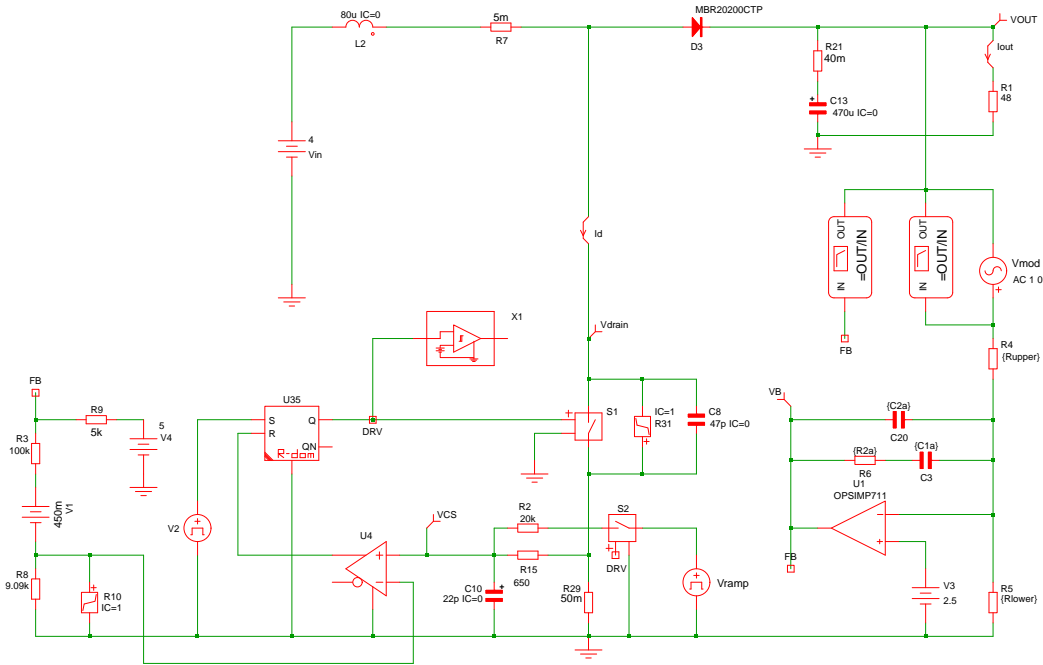 MBR20200CTP
80u IC=0
L2
5m
R7
D3
VOUT
Iout
R21
40m
R1
48
C13
470u IC=0
4
Vin
Id
OUT
IN
=OUT/IN
OUT
IN
=OUT/IN
Vmod
AC 1 0
FB
X1
Vdrain
R4
{Rupper}
FB
R9
5k
5
V4
R3
100k
U35
S
R
Q
QN
R-dom
DRV
S1
IC=1
R31
C8
47p IC=0
VB
{C2a}
C20
{R2a}
R6
{C1a}
C3
U1
OPSIMP711
450m
V1
V2
U4
VCS
R2
20k
S2
DRV
R15
650
Vramp
FB
R8
9.09k
R10
IC=1
C10
22p IC=0
R29
50m
V3
2.5
R5
{Rlower}